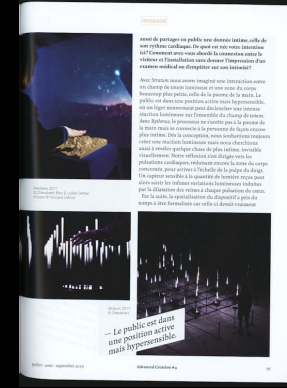 aussi de partager en public une donnée intime, celle de
son rythme cardiaque. De quoi est née votre intention
ici? Comment avez-vous abordé la connexion entre le
visiteur et l'installation sans donner l'impression d'un
examen médical ou d'empiéter sur son intimité?
Avec Stratum nous avons imaginé une interaction entre
un champ de totem lumineux et une zone du corps
beaucoup plus petite, celle de la paume de la main. Le
public est dans une position active mais hypersensible,
où un léger mouvement peut déclencher une intense
réaction lumineuse sur l'ensemble du champ de totem.
Avec Rythmus, le processus ne s'arrête pas à la paume de
la main mais se connecte à la personne de façon encore
plus intime. Dès la conception, nous souhaitions toujours
créer une réaction lumineuse mais nous cherchions
aussi à révéler quelque chose de plus intime, invisible
visuellement. Notre réflexion s'est dirigée vers les
pulsations cardiaques, réduisant encore la zone du corps
concernée, pour arriver à l'échelle de la pulpe du doigt.
Un capteur sensible à la quantité de lumière reçue peut
alors saisir les infimes variations lumineuses induites
par la dilatation des veines à chaque pulsation du cœur.
Par la suite, la spatialisation du dispositif a pris du
temps à être formalisée car celle-ci devait vraiment
2017
Stratum, 2017
— Le public est dans
une position active
mais hypersensible.
juillet - août - septembre